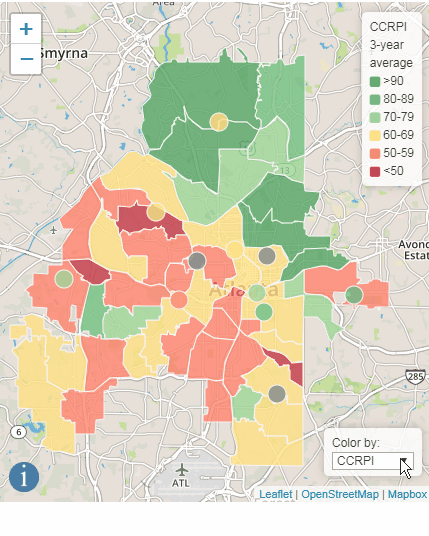 Area
+
−
Smyrna
CCRPI
3-year
average
>90
80-89
70-79
60-69
50-59
<50
13
Avond
Estat
Atlanta
285
6
Color by:
CCRPI
i
ATL
Leaflet | OpenStreetMap | Mapbox